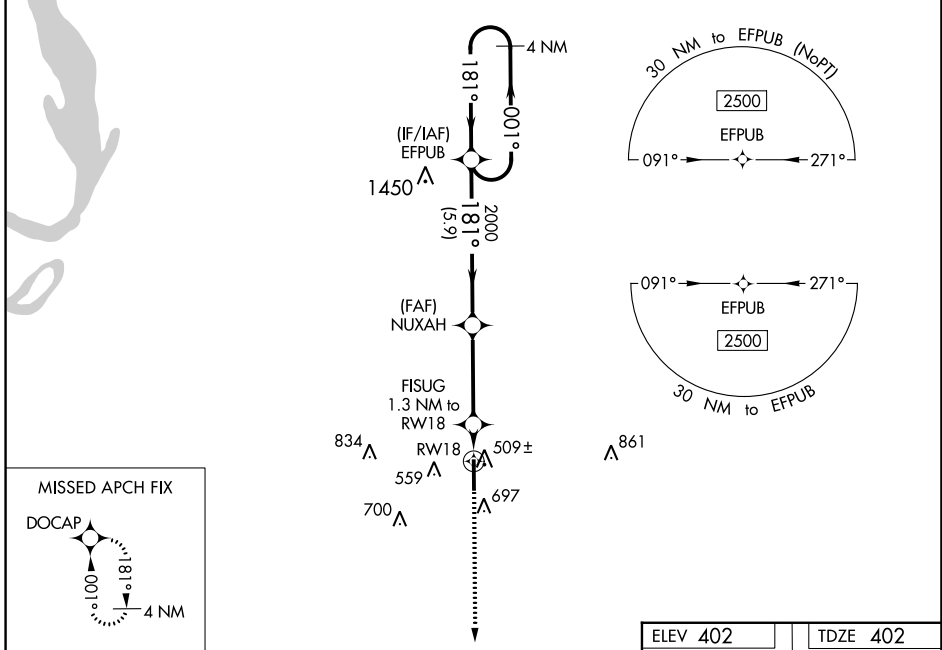 4 NM
181°
001°
(IF/IAF)
EFPUB
1450
2000
181°
(5.9)
(FAF)
NUXAH
FISUG
1.3 NM to
RW18
RW18
509±
834
559
861
700
697
30 NM to EFPUB (NoPT)
2500
EFPUB
091°
271°
091°
271°
EFPUB
2500
30 NM to EFPUB
MISSED APCH FIX
DOCAP
181°
001°
4 NM
ELEV 402
TDZE 402